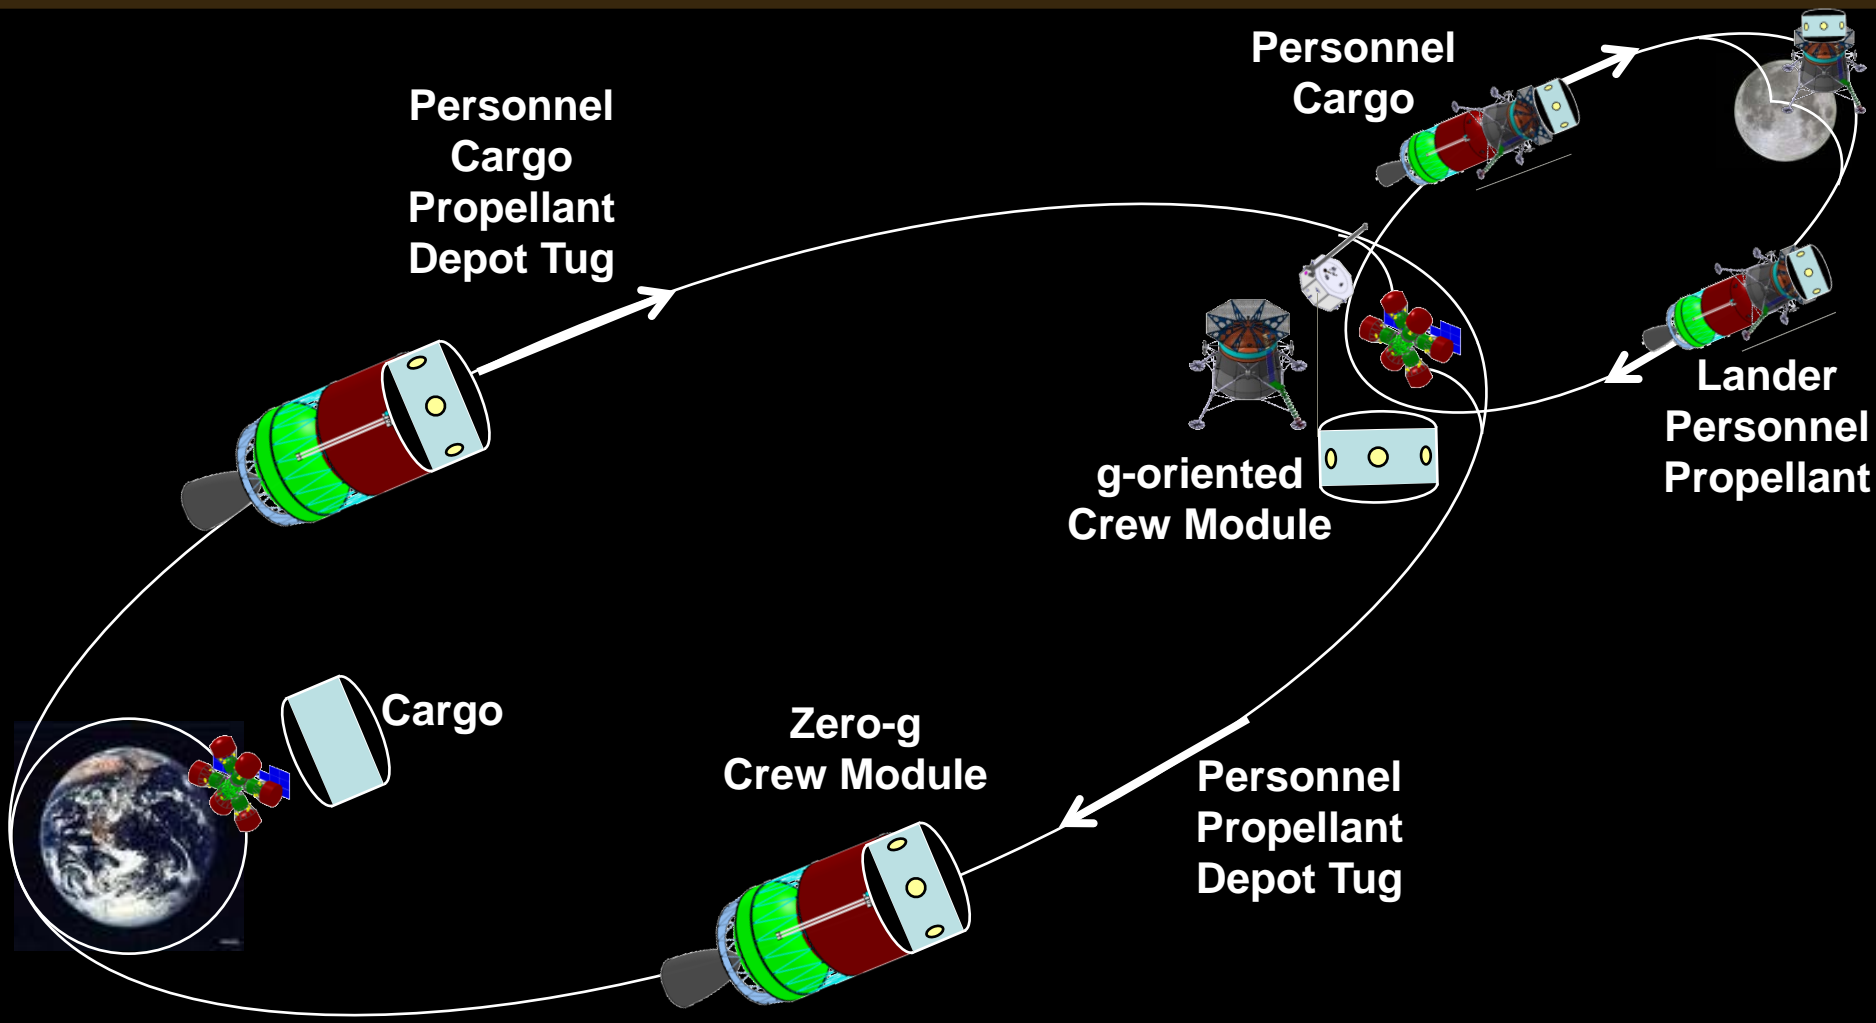 Personnel
Cargo
Propellant
Depot Tug
Personnel
Cargo
Lander
Personnel
Propellant
g-oriented
Crew Module
Cargo
Zero-g
Crew Module
Personnel
Propellant
Depot Tug